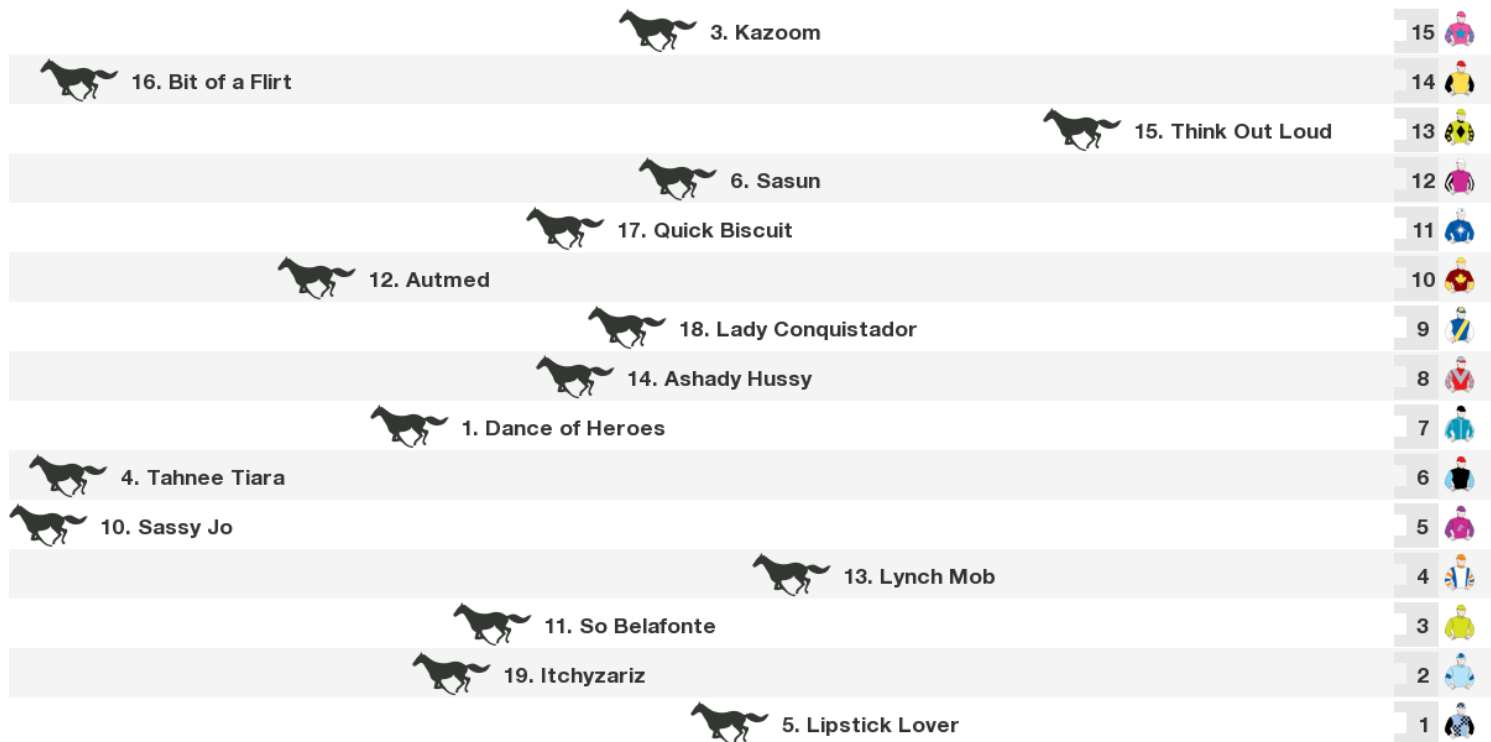 3. Kazoom 15
16. Bit of a Flirt 14
15. Think Out Loud 13
6. Sasun 12
17. Quick Biscuit 11
12. Autmed 10
18. Lady Conquistador 9
14. Ashady Hussy 8
1. Dance of Heroes 7
4. Tahnee Tiara 6
10. Sassy Jo 5
13. Lynch Mob 4
11. So Belafonte 3
19. Itchyzariz 2
5. Lipstick Lover 1